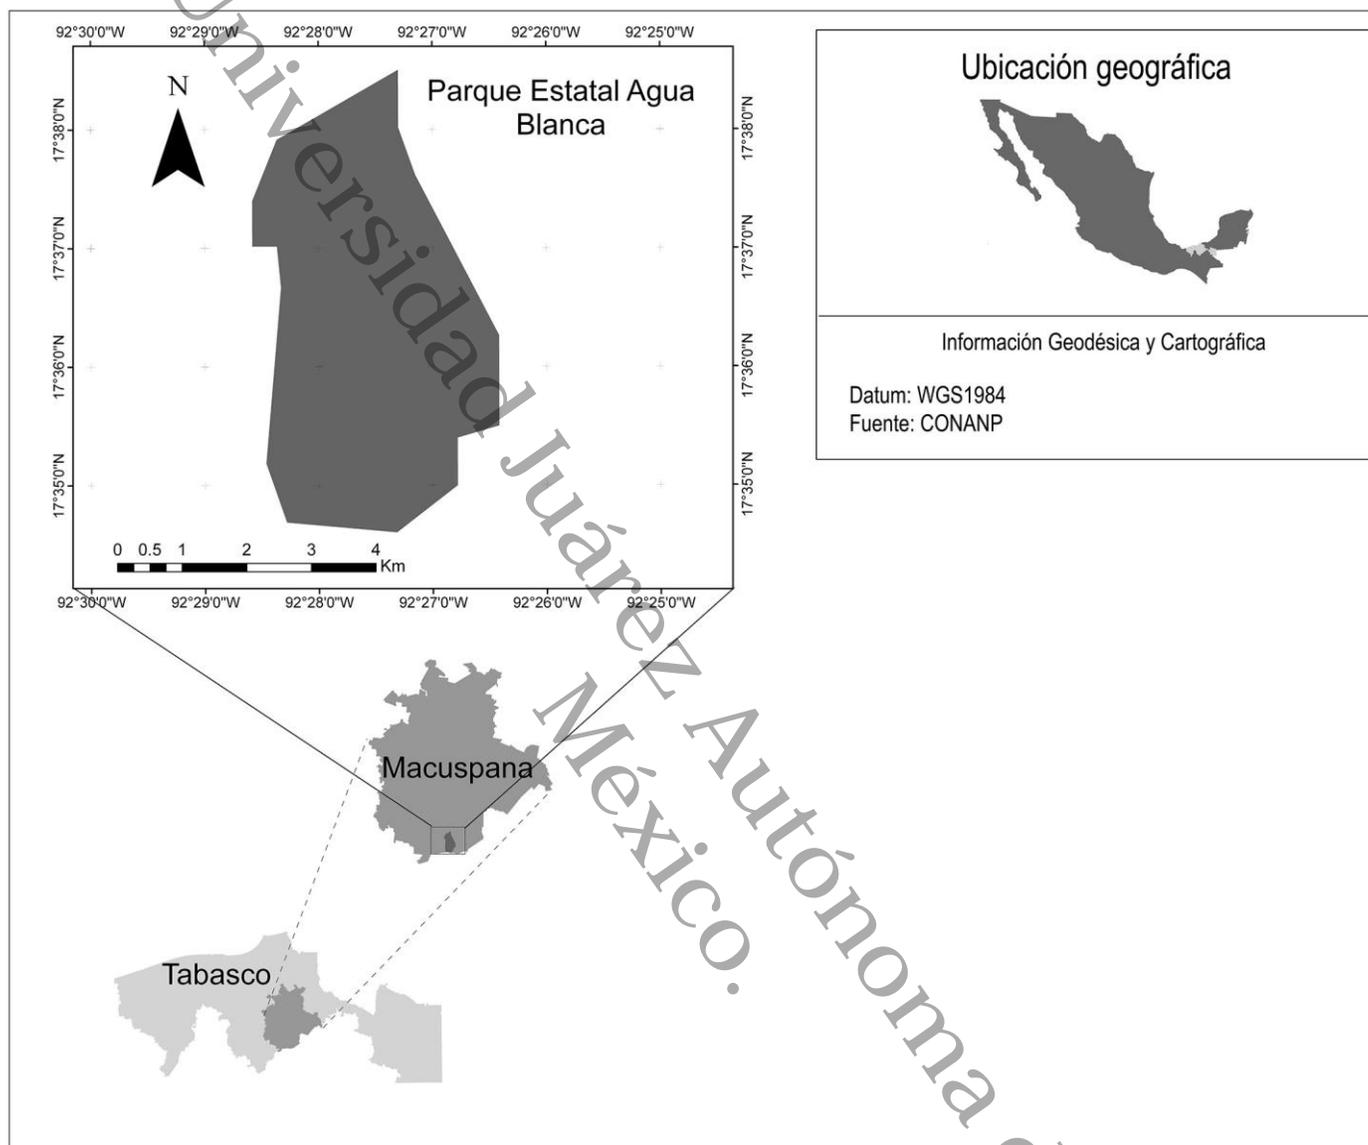 92°30'0"W 92°29'0"W 92°28'0"W 92°27'0"W 92°26'0"W 92°25'0"W
N
Parque Estatal Agua
Blanca
17°38'0"N
17°37'0"N
17°36'0"N
17°35'0"N
17°38'0"N
17°37'0"N
17°36'0"N
17°35'0"N
0 0.5 1 2 3 4
Km
92°30'0"W 92°29'0"W 92°28'0"W 92°27'0"W 92°26'0"W 92°25'0"W
Ubicación geográfica
Información Geodésica y Cartográfica
Datum: WGS1984
Fuente: CONANP
Macuspana
Tabasco
Universidad Juárez Autónoma d
México.